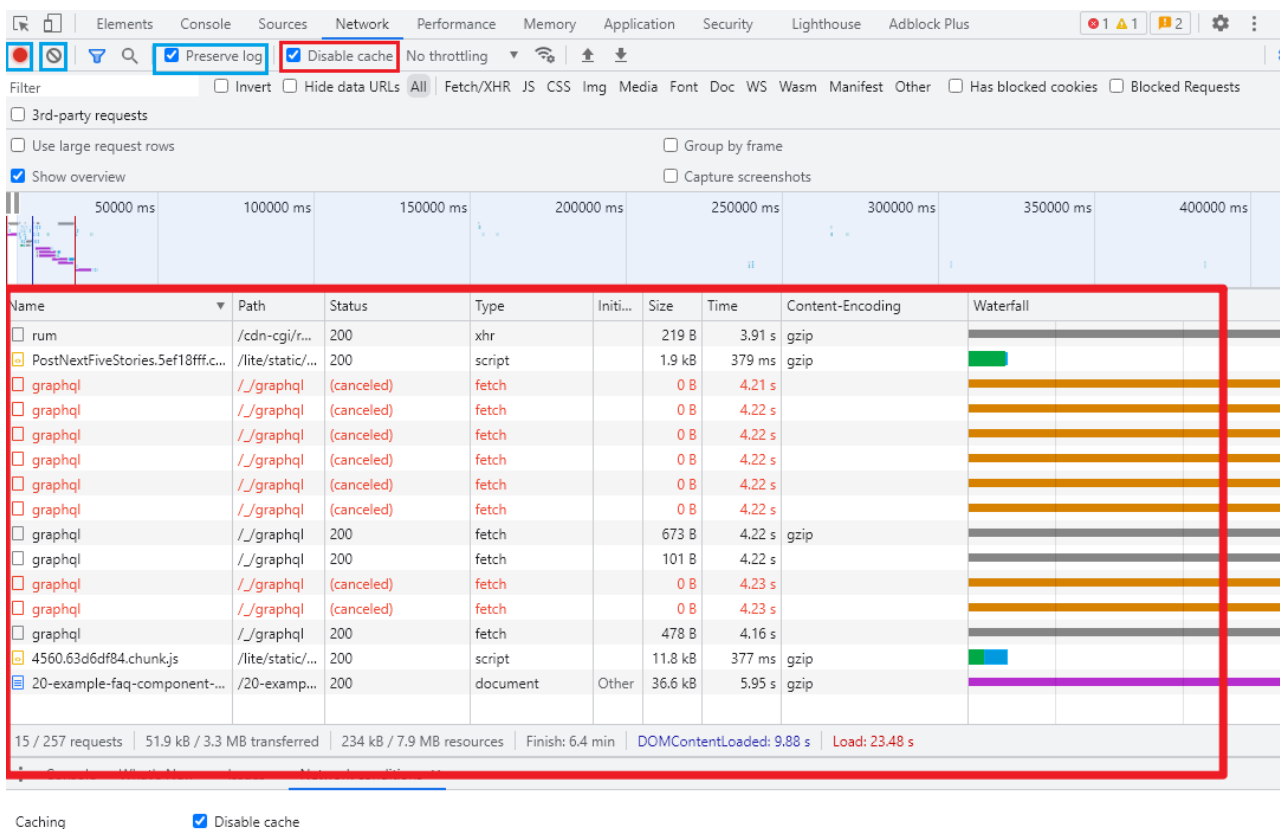 Elements Console Sources Network Performance Memory Application Security Lighthouse Adblock Plus 1 1 2
Preserve log Disable cache No throttling
Filter Invert Hide data URLs All Fetch/XHR JS CSS Img Media Font Doc WS Wasm Manifest Other Has blocked cookies Blocked Requests
3rd-party requests
Use large request rows Group by frame
Show overview Capture screenshots
50000 ms 100000 ms 150000 ms 200000 ms 250000 ms 300000 ms 350000 ms 400000 ms
Name Path Status Type Initi... Size Time Content-Encoding Waterfall
rum /cdn-cgi/r... 200 xhr 219 B 3.91 s gzip
PostNextFiveStories.5ef18fff.c... /lite/static/... 200 script 1.9 kB 379 ms gzip
graphql /_/graphql (canceled) fetch 0 B 4.21 s
graphql /_/graphql (canceled) fetch 0 B 4.22 s
graphql /_/graphql (canceled) fetch 0 B 4.22 s
graphql /_/graphql (canceled) fetch 0 B 4.22 s
graphql /_/graphql (canceled) fetch 0 B 4.22 s
graphql /_/graphql (canceled) fetch 0 B 4.22 s
graphql /_/graphql 200 fetch 673 B 4.22 s gzip
graphql /_/graphql 200 fetch 101 B 4.22 s
graphql /_/graphql (canceled) fetch 0 B 4.23 s
graphql /_/graphql (canceled) fetch 0 B 4.23 s
graphql /_/graphql 200 fetch 478 B 4.16 s
4560.63d6df84.chunk.js /lite/static/... 200 script 11.8 kB 377 ms gzip
20-example-faq-component-... /20-examp... 200 document Other 36.6 kB 5.95 s gzip
15 / 257 requests 51.9 kB / 3.3 MB transferred 234 kB / 7.9 MB resources Finish: 6.4 min DOMContentLoaded: 9.88 s Load: 23.48 s
Caching Disable cache